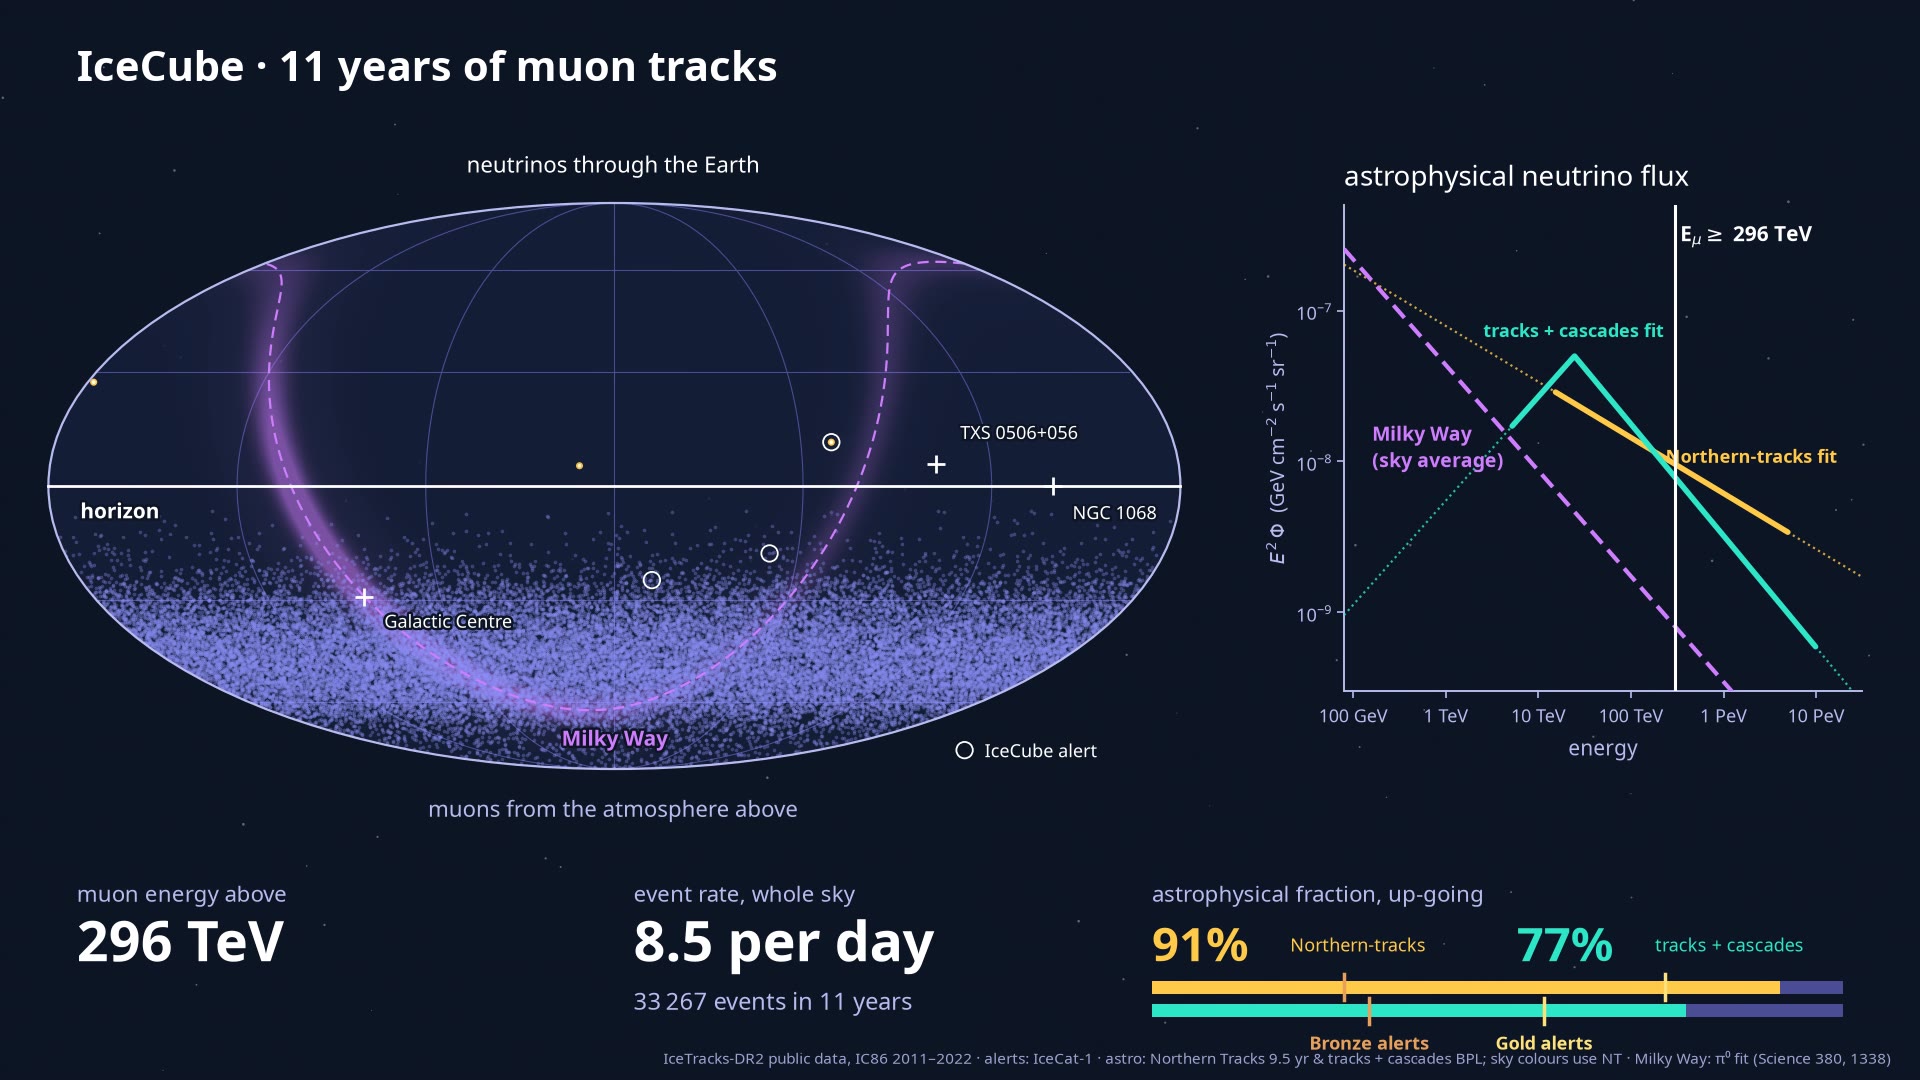 IceCube · 11 years of muon tracks
neutrinos through the Earth
TXS 0506+056
horizon
NGC 1068
Galactic Centre
Milky Way
IceCube alert
muons from the atmosphere above
astrophysical neutrino flux
Eμ ≥ 296 TeV
10⁻⁷
tracks + cascades fit
Milky Way
(sky average)
Northern-tracks fit
10⁻⁸
10⁻⁹
E² Φ (GeV cm⁻² s⁻¹ sr⁻¹)
100 GeV 1 TeV 10 TeV 100 TeV 1 PeV 10 PeV
energy
muon energy above
296 TeV
event rate, whole sky
8.5 per day
33 267 events in 11 years
astrophysical fraction, up-going
91% Northern-tracks 77% tracks + cascades
Bronze alerts Gold alerts
IceTracks-DR2 public data, IC86 2011–2022 · alerts: IceCat-1 · astro: Northern Tracks 9.5 yr & tracks + cascades BPL; sky colours use NT · Milky Way: π⁰ fit (Science 380, 1338)